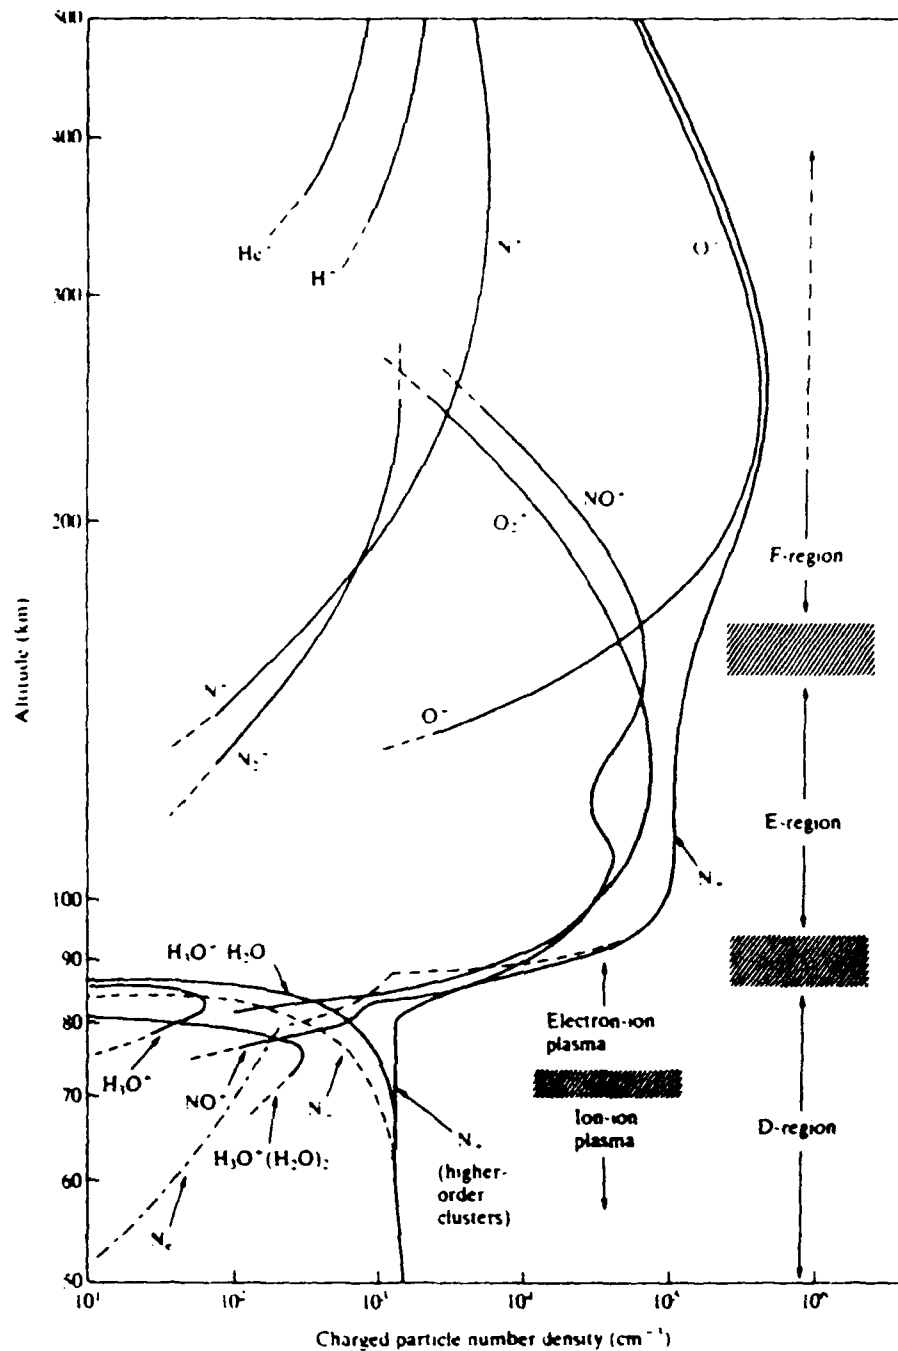 400
He
H⁺
N⁺
O⁺
300
NO⁺
O₂⁺
200
F-region
Altitude (km)
N⁺
O⁺
N₂⁺
E-region
N₊
100
H₃O⁺ H₂O
90
Electron-ion
plasma
80
H₃O⁺
NO⁺
N₋
70
Ion-ion
plasma
D-region
H₃O⁺(H₂O)₂
N₊
(higher-
order
clusters)
60
Nₑ
50
10¹
10²
10³
10⁴
10⁵
10⁶
Charged particle number density (cm⁻³)